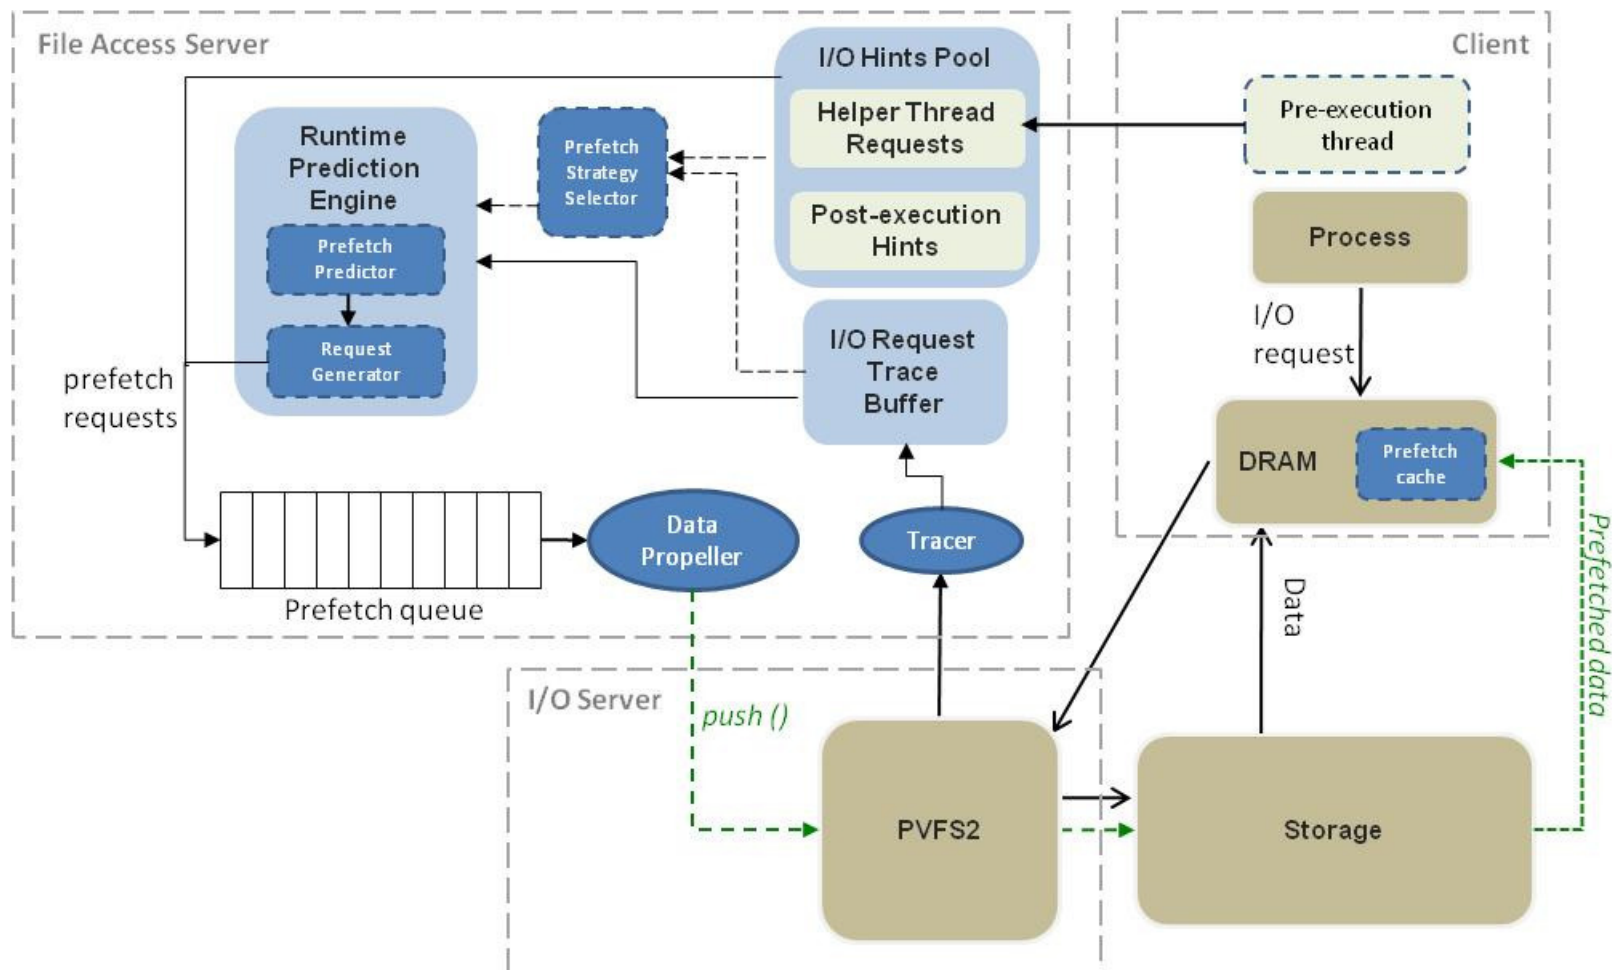 File Access Server
I/O Hints Pool
Helper Thread
Requests
Post-execution
Hints
Client
Pre-execution
thread
Process
I/O
request
Runtime
Prediction
Engine
Prefetch
Predictor
Request
Generator
Prefetch
Strategy
Selector
I/O Request
Trace
Buffer
prefetch
requests
DRAM
Prefetch
cache
Data
Propeller
Tracer
Prefetch queue
Data
Prefetched data
I/O Server
push ()
PVFS2
Storage